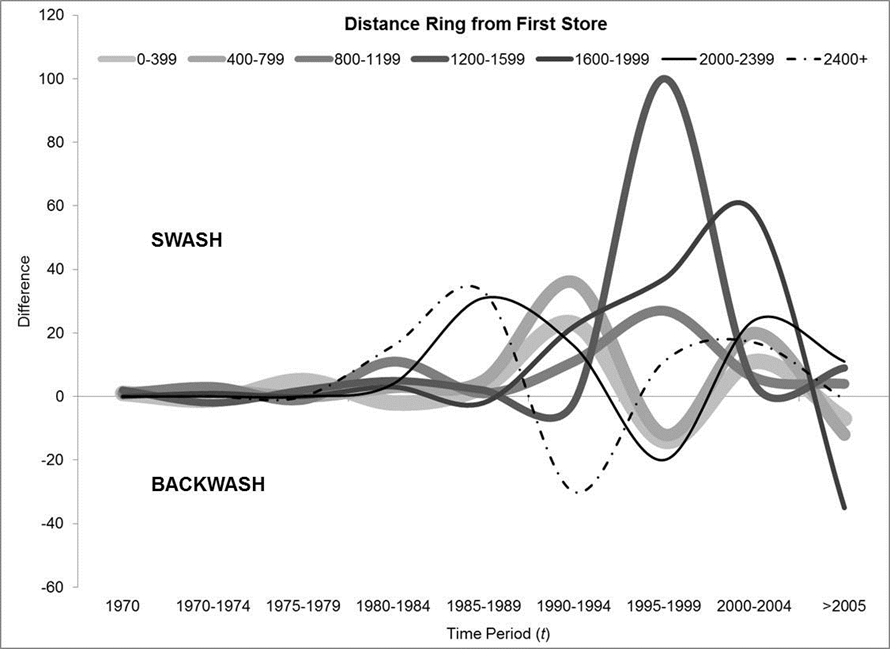 Distance Ring from First Store
0-399 400-799 800-1199 1200-1599 1600-1999 2000-2399 2400+
120
100
80
60
40
20
0
-20
-40
-60
Difference
SWASH
BACKWASH
1970 1970-1974 1975-1979 1980-1984 1985-1989 1990-1994 1995-1999 2000-2004 >2005
Time Period (t)